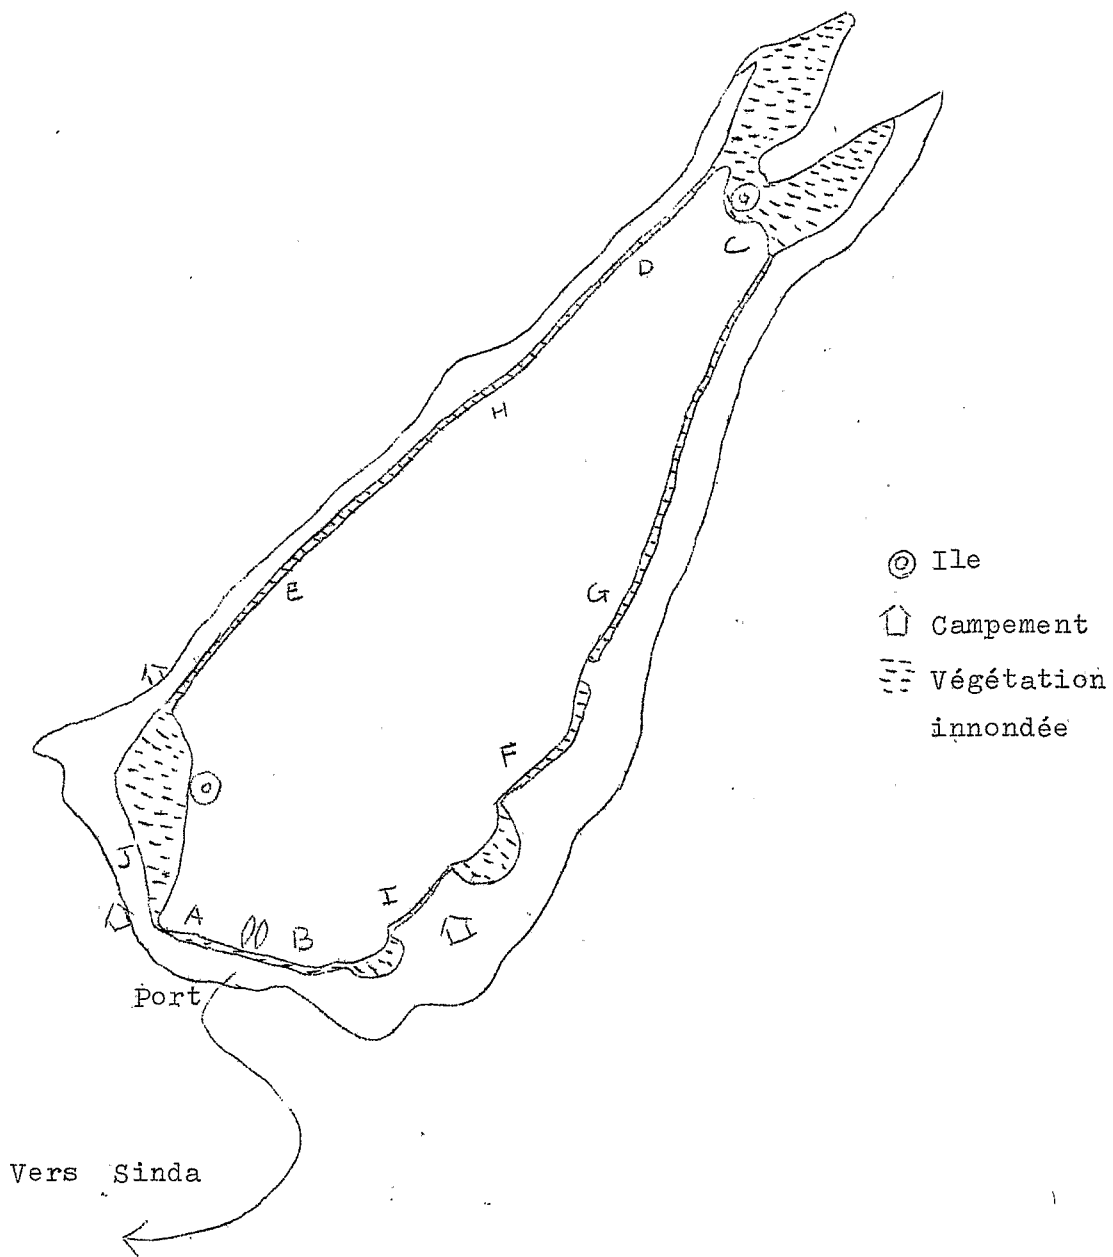 C
D
H
E
G
Ile
Campement
Végétation
innondée
F
J
I
A
B
Port
Vers Sinda